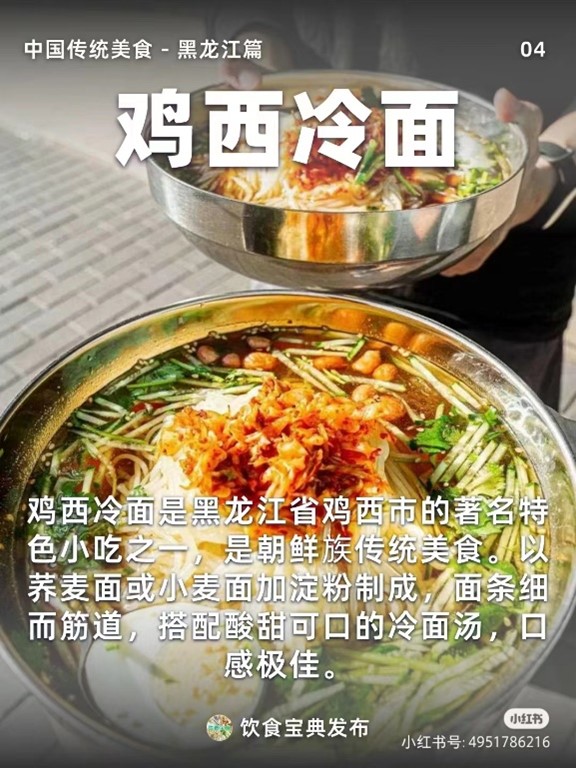 中国传统美食 - 黑龙江篇
04
鸡西冷面
鸡西冷面是黑龙江省鸡西市的著名特
色小吃之一，是朝鲜族传统美食。以
荞麦面或小麦面加淀粉制成，面条细
而筋道，搭配酸甜可口的冷面汤，口
感极佳。
饮食宝典发布
小红书
小红书号: 4951786216